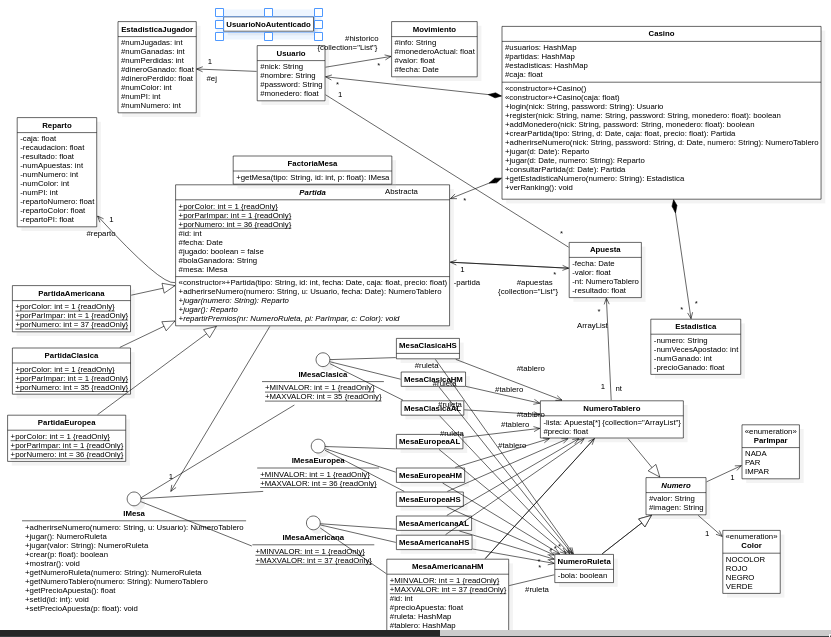 UsuarioNoAutenticado
EstadisticaJugador
#numJugadas: int
#numGanadas: int
#numPerdidas: int
#dineroGanado: float
#dineroPerdido: float
#numColor: int
#numPI: int
#numNumero: int
1
#ej
Usuario
#nick: String
#nombre: String
#password: String
#monedero: float
#historico
{collection="List"}
*
*
1
Movimiento
#info: String
#monederoActual: float
#valor: float
#fecha: Date
Casino
#usuarios: HashMap
#partidas: HashMap
#estadisticas: HashMap
#caja: float
«constructor»+Casino()
«constructor»+Casino(caja: float)
+login(nick: String, password: String): Usuario
+register(nick: String, name: String, password: String, monedero: float): boolean
+addMonedero(nick: String, password: String, monedero: float): boolean
+crearPartida(tipo: String, d: Date, caja: float, precio: float): Partida
+adherirseNumero(nick: String, password: String, d: Date, numero: String): NumeroTablero
+jugar(d: Date): Reparto
+jugar(d: Date, numero: String): Reparto
+consultarPartida(d: Date): Partida
+getEstadisticaNumero(numero: String): Estadistica
+verRanking(): void
Reparto
-caja: float
-recaudacion: float
-resultado: float
-numApuestas: int
-numNumero: int
-numColor: int
-numPI: int
-repartoNumero: float
-repartoColor: float
-repartoPI: float
1
#reparto
FactoriaMesa
+getMesa(tipo: String, id: int, p: float): IMesa
Partida
Abstracta
+porColor: int = 1 {readOnly}
+porParImpar: int = 1 {readOnly}
+porNumero: int = 36 {readOnly}
#id: int
#fecha: Date
#jugado: boolean = false
#bolaGanadora: String
#mesa: IMesa
«constructor»+Partida(tipo: String, id: int, fecha: Date, caja: float, precio: float)
+adherirseNumero(numero: String, u: Usuario, fecha: Date): NumeroTablero
+jugar(numero: String): Reparto
+jugar(): Reparto
+repartirPremios(nr: NumeroRuleta, pi: ParImpar, c: Color): void
*
*
1
-partida
*
#apuestas
{collection="List"}
Apuesta
-fecha: Date
-valor: float
-nt: NumeroTablero
-resultado: float
*
ArrayList
1
nt
*
*
Estadistica
-numero: String
-numVecesApostado: int
-numGanado: int
-precioGanado: float
PartidaAmericana
+porColor: int = 1 {readOnly}
+porParImpar: int = 1 {readOnly}
+porNumero: int = 37 {readOnly}
PartidaClasica
+porColor: int = 1 {readOnly}
+porParImpar: int = 1 {readOnly}
+porNumero: int = 35 {readOnly}
PartidaEuropea
+porColor: int = 1 {readOnly}
+porParImpar: int = 1 {readOnly}
+porNumero: int = 36 {readOnly}
IMesaClasica
+MINVALOR: int = 1 {readOnly}
+MAXVALOR: int = 35 {readOnly}
IMesaEuropea
+MINVALOR: int = 1 {readOnly}
+MAXVALOR: int = 36 {readOnly}
IMesaAmericana
+MINVALOR: int = 1 {readOnly}
+MAXVALOR: int = 37 {readOnly}
1
IMesa
+adherirseNumero(numero: String, u: Usuario): NumeroTablero
+jugar(): NumeroRuleta
+jugar(valor: String): NumeroRuleta
+crear(p: float): boolean
+mostrar(): void
+getNumeroRuleta(numero: String): NumeroRuleta
+getNumeroTablero(numero: String): NumeroTablero
+getPrecioApuesta(): float
+setId(id: int): void
+setPrecioApuesta(p: float): void
MesaClasicaHS
#ruleta
MesaClasicaHM
#ruleta
MesaClasicaAL
#ruleta
MesaEuropeaAL
#ruleta
MesaEuropeaHM
MesaEuropeaHS
MesaAmericanaAL
MesaAmericanaHS
MesaAmericanaHM
+MINVALOR: int = 1 {readOnly}
+MAXVALOR: int = 37 {readOnly}
#id: int
#precioApuesta: float
#ruleta: HashMap
#tablero: HashMap
#tablero
#tablero
#tablero
#tablero
#tablero
NumeroTablero
-lista: Apuesta[*] {collection="ArrayList"}
#precio: float
Numero
#valor: String
#imagen: String
1
1
«enumeration»
ParImpar
NADA
PAR
IMPAR
«enumeration»
Color
NOCOLOR
ROJO
NEGRO
VERDE
NumeroRuleta
-bola: boolean
*
*
#ruleta